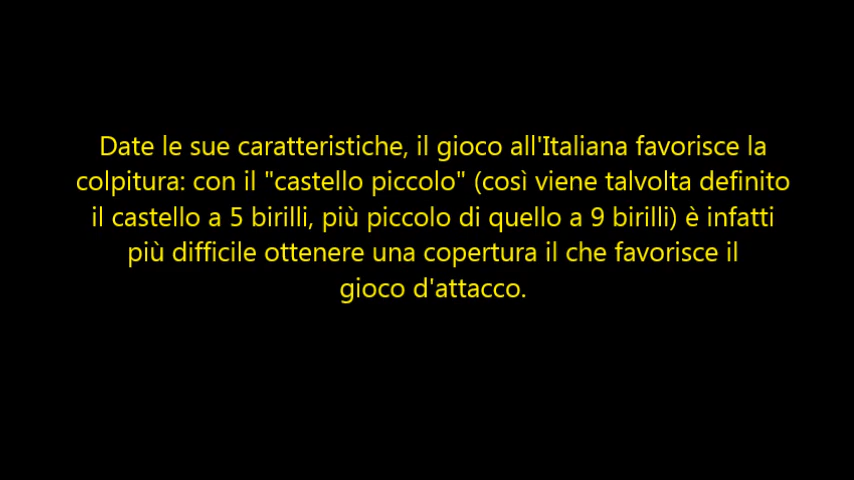 Date le sue caratteristiche, il gioco all'Italiana favorisce la
colpitura: con il "castello piccolo" (così viene talvolta definito
il castello a 5 birilli, più piccolo di quello a 9 birilli) è infatti
più difficile ottenere una copertura il che favorisce il
gioco d'attacco.